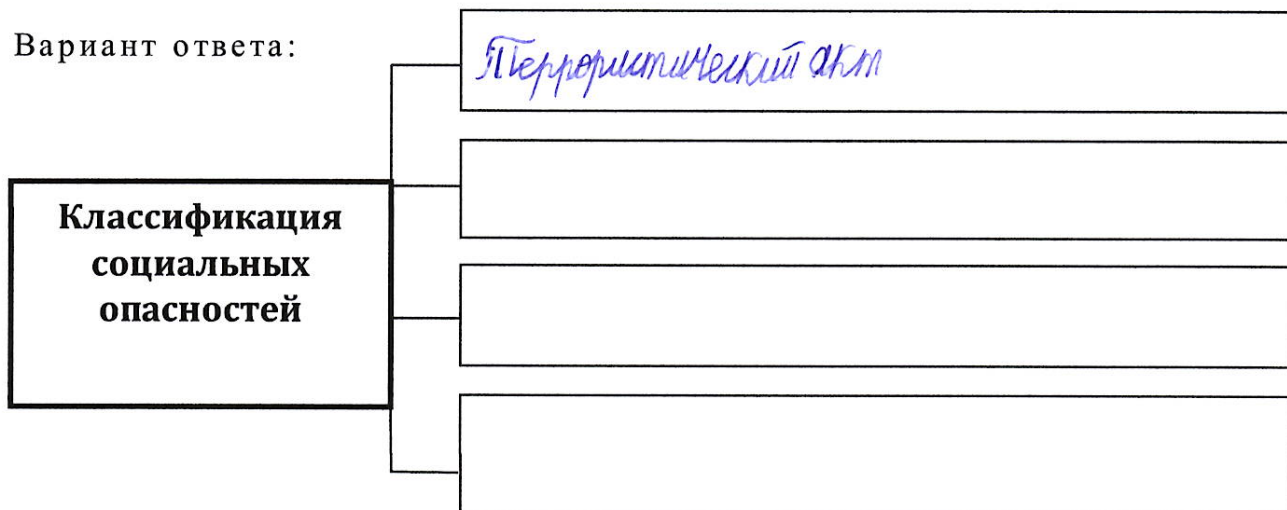 Вариант ответа:
Террористический акт
Классификация
социальных
опасностей